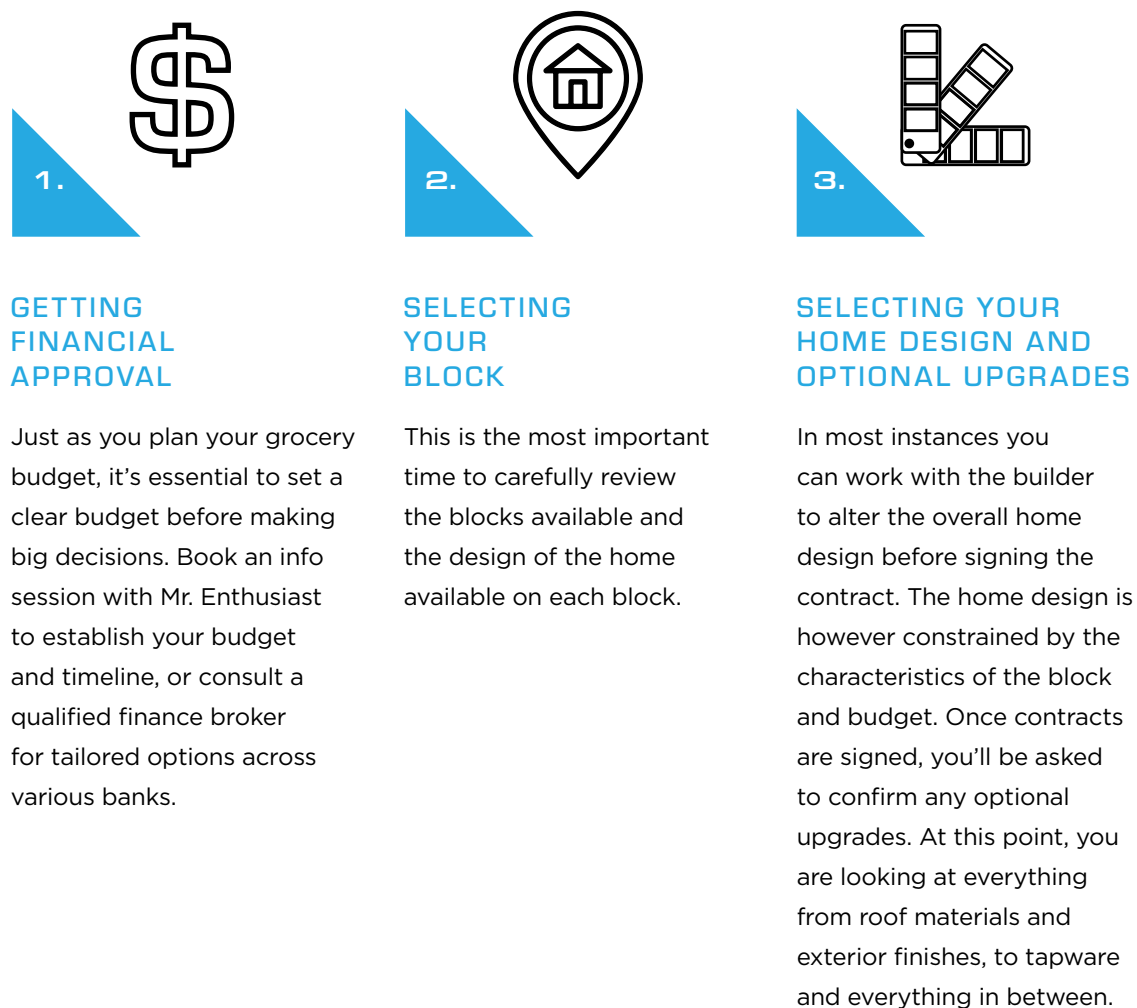 1.
GETTING
FINANCIAL
APPROVAL
Just as you plan your grocery
budget, it’s essential to set a
clear budget before making
big decisions. Book an info
session with Mr. Enthusiast
to establish your budget
and timeline, or consult a
qualified finance broker
for tailored options across
various banks.
2.
SELECTING
YOUR
BLOCK
This is the most important
time to carefully review
the blocks available and
the design of the home
available on each block.
3.
SELECTING YOUR
HOME DESIGN AND
OPTIONAL UPGRADES
In most instances you
can work with the builder
to alter the overall home
design before signing the
contract. The home design is
however constrained by the
characteristics of the block
and budget. Once contracts
are signed, you’ll be asked
to confirm any optional
upgrades. At this point, you
are looking at everything
from roof materials and
exterior finishes, to tapware
and everything in between.